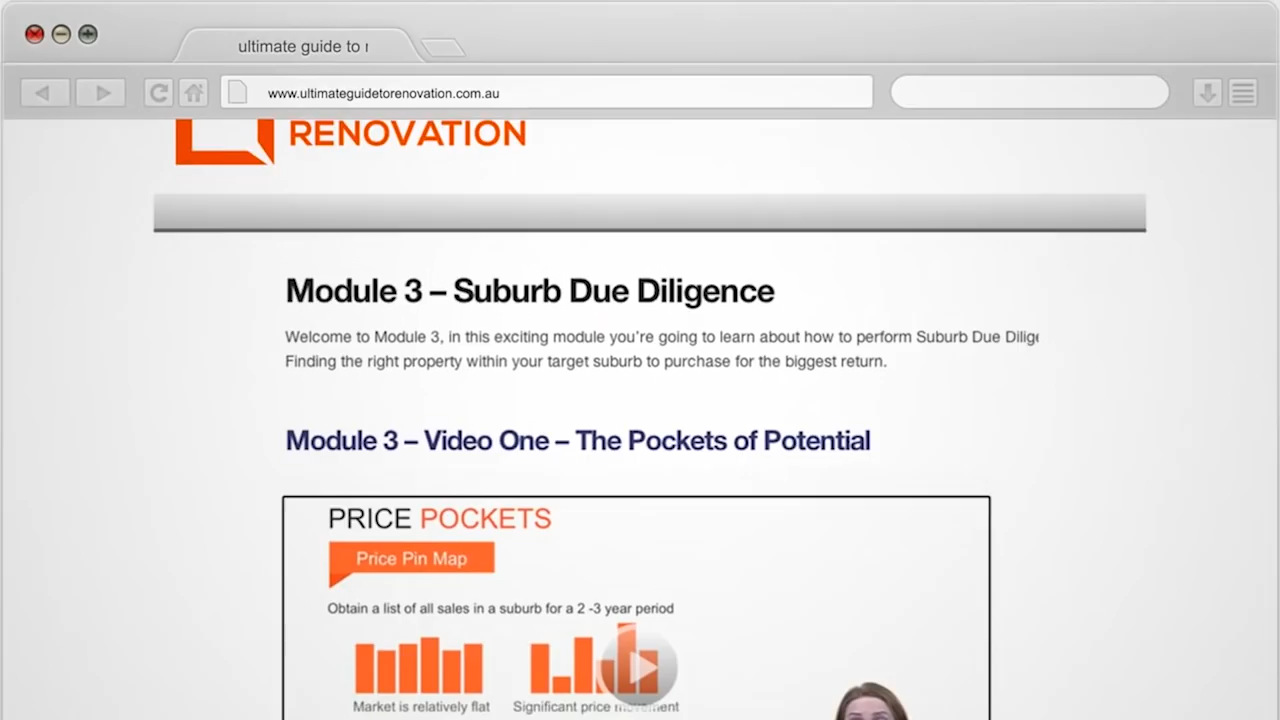 ultimate guide to r
www.ultimateguidetorenovation.com.au
RENOVATION
Module 3 – Suburb Due Diligence
Welcome to Module 3, in this exciting module you're going to learn about how to perform Suburb Due Dilige
Finding the right property within your target suburb to purchase for the biggest return.
Module 3 – Video One – The Pockets of Potential
PRICE POCKETS
Price Pin Map
Obtain a list of all sales in a suburb for a 2 -3 year period
Market is relatively flat
Significant price movement